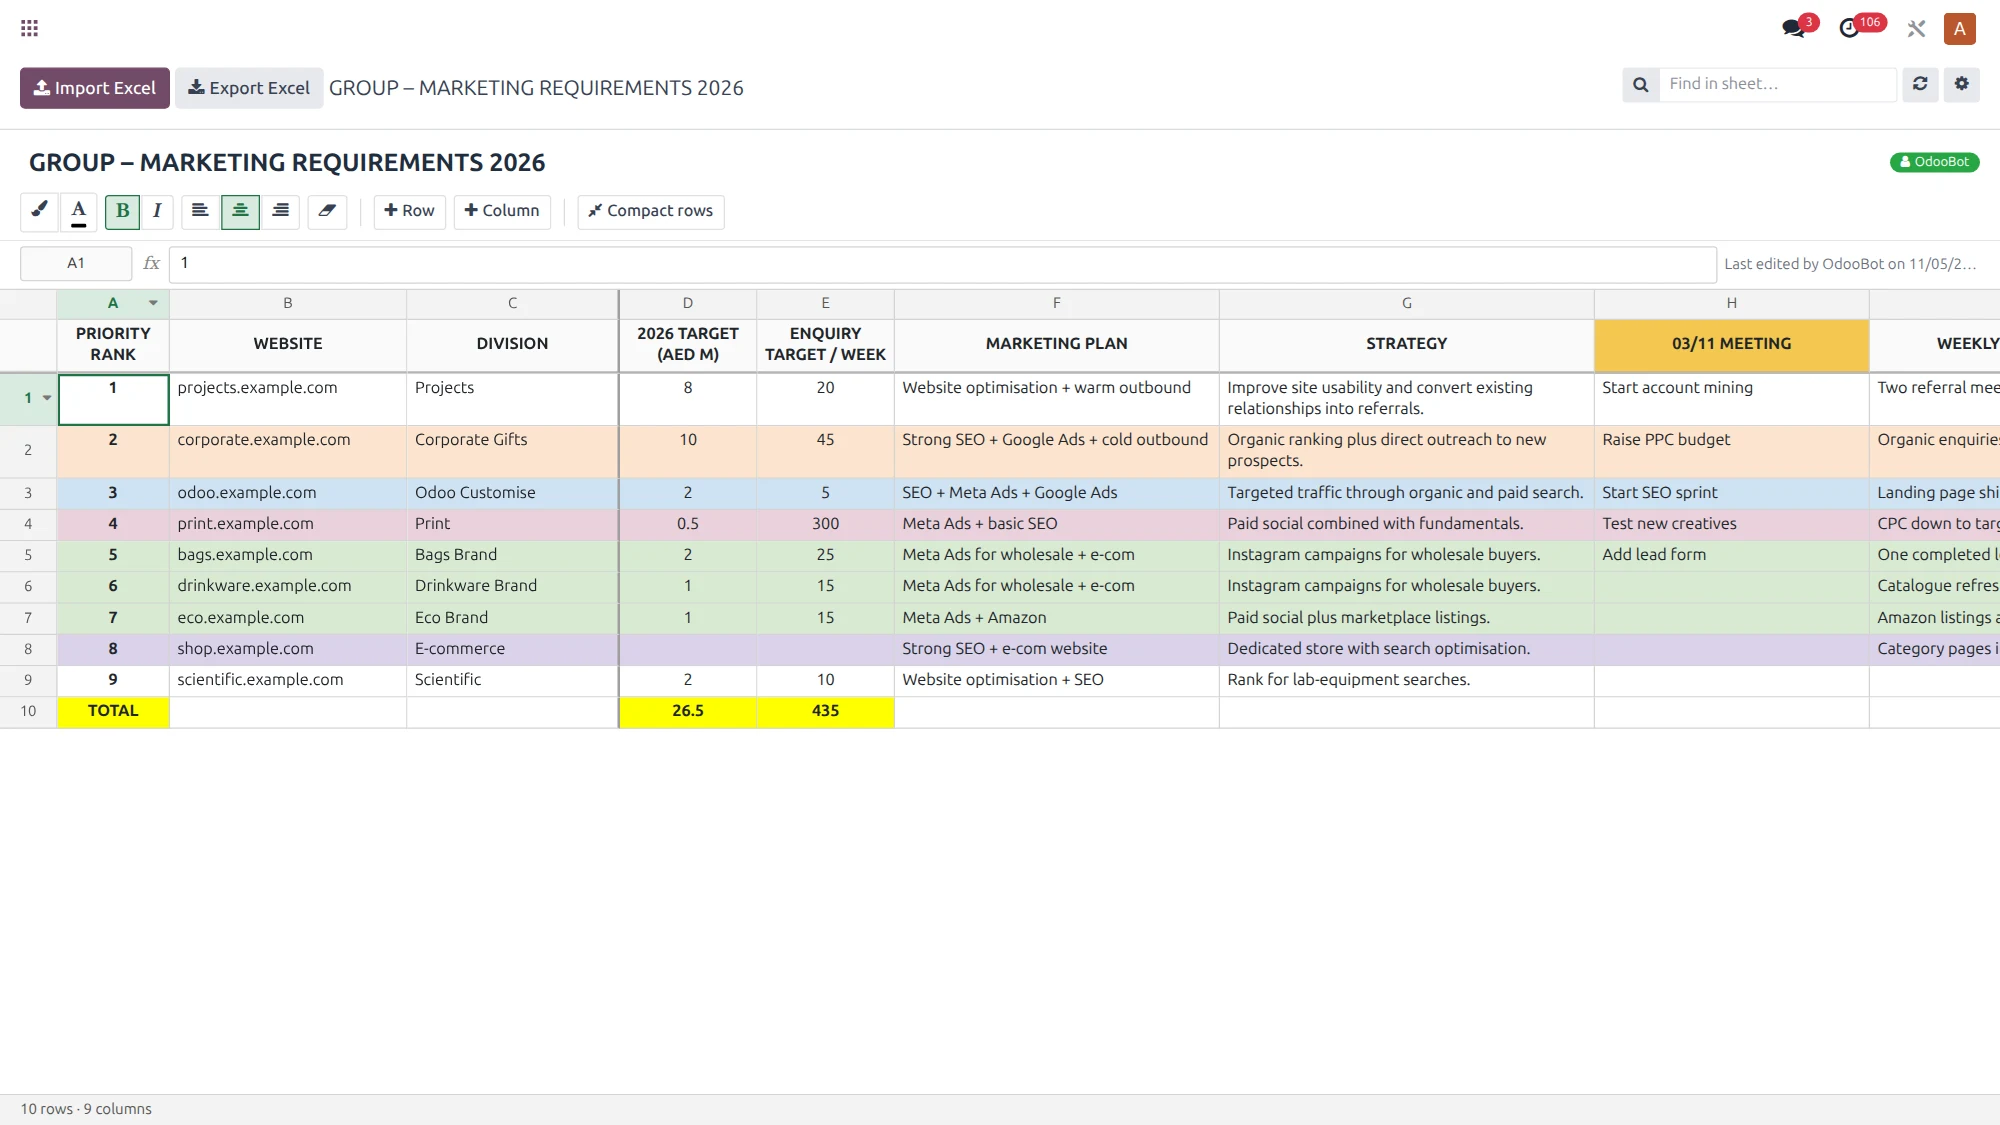 3
106
A
Import Excel
Export Excel
GROUP – MARKETING REQUIREMENTS 2026
Find in sheet...
GROUP – MARKETING REQUIREMENTS 2026
OdooBot
A
B
I
Row
Column
Compact rows
A1
fx
1
Last edited by OdooBot on 11/05/2...
A B C D E F G H
PRIORITY RANK WEBSITE DIVISION 2026 TARGET (AED M) ENQUIRY TARGET / WEEK MARKETING PLAN STRATEGY 03/11 MEETING WEEKLY
1 1 projects.example.com Projects 8 20 Website optimisation + warm outbound Improve site usability and convert existing relationships into referrals. Start account mining Two referral mee
2 2 corporate.example.com Corporate Gifts 10 45 Strong SEO + Google Ads + cold outbound Organic ranking plus direct outreach to new prospects. Raise PPC budget Organic enquirie
3 3 odoo.example.com Odoo Customise 2 5 SEO + Meta Ads + Google Ads Targeted traffic through organic and paid search. Start SEO sprint Landing page shi
4 4 print.example.com Print 0.5 300 Meta Ads + basic SEO Paid social combined with fundamentals. Test new creatives CPC down to targ
5 5 bags.example.com Bags Brand 2 25 Meta Ads for wholesale + e-com Instagram campaigns for wholesale buyers. Add lead form One completed l
6 6 drinkware.example.com Drinkware Brand 1 15 Meta Ads for wholesale + e-com Instagram campaigns for wholesale buyers. Catalogue refres
7 7 eco.example.com Eco Brand 1 15 Meta Ads + Amazon Paid social plus marketplace listings. Amazon listings a
8 8 shop.example.com E-commerce Strong SEO + e-com website Dedicated store with search optimisation. Category pages i
9 9 scientific.example.com Scientific 2 10 Website optimisation + SEO Rank for lab-equipment searches.
10 TOTAL 26.5 435
10 rows · 9 columns